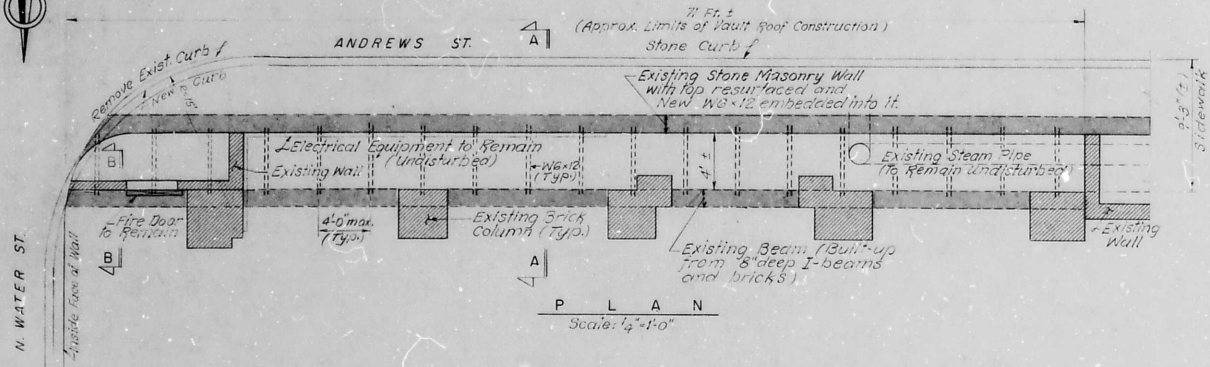 71 Ft. ±
(Approx. Limits of Vault Roof Construction)
ANDREWS ST.
A
Stone Curb
Remove Exist. Curb
New Curb
R=15'
Existing Stone Masonry Wall
with top resurfaced and
New W6×12 embedded into it.
9'-3"(±)
Sidewalk
B
Electrical Equipment to Remain
(Undisturbed)
Existing Wall
W6×12
(Typ.)
4' ±
Existing Steam Pipe
(To Remain Undisturbed)
Fire Door
to Remain
4'-0" max.
(Typ.)
Existing Brick
Column (Typ.)
Existing Beam (Built-up
from 8" deep I-beams
and bricks)
Existing
Wall
B
A
N. WATER ST.
Inside Face of Wall
PLAN
Scale: 1/4"=1'-0"